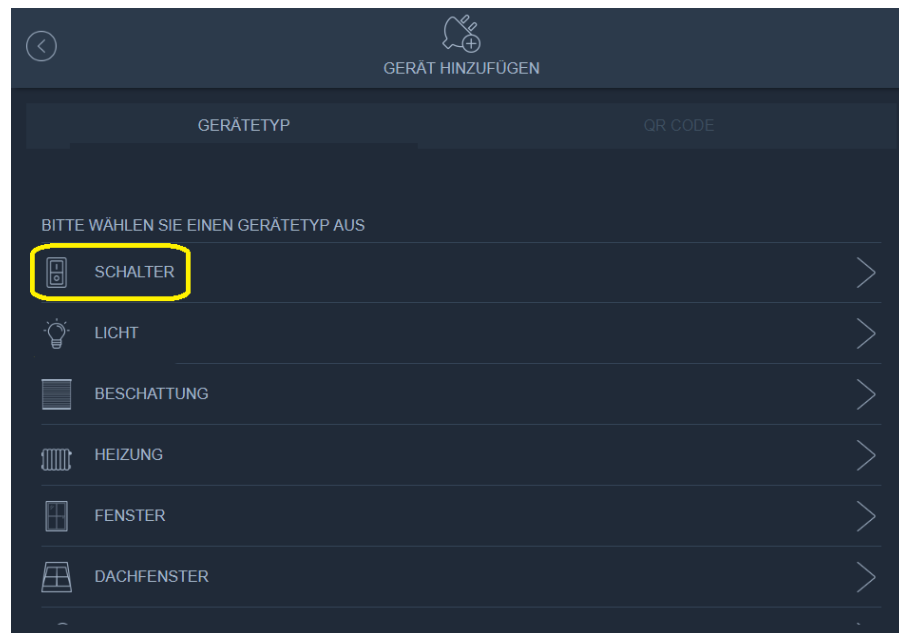 GERÄT HINZUFÜGEN
GERÄTETYP
QR CODE
BITTE WÄHLEN SIE EINEN GERÄTETYP AUS
SCHALTER
LICHT
BESCHATTUNG
HEIZUNG
FENSTER
DACHFENSTER